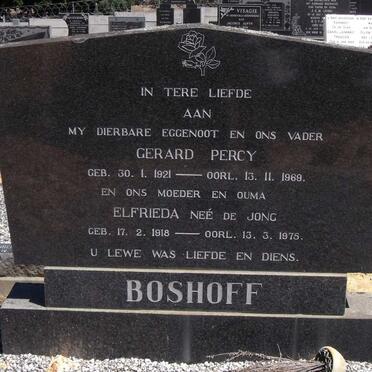 IN TERE LIEFDE
AAN
MY DIERBARE EGGENOOT EN ONS VADER
GERARD PERCY
GEB. 30. 1. 1921 — OORL. 13. 11. 1969.
EN ONS MOEDER EN OUMA
ELFRIEDA NEÉ DE JONG
GEB. 17. 2. 1918 — OORL. 13. 3. 1975.
U LEWE WAS LIEFDE EN DIENS.
BOSHOFF
VISAGIE